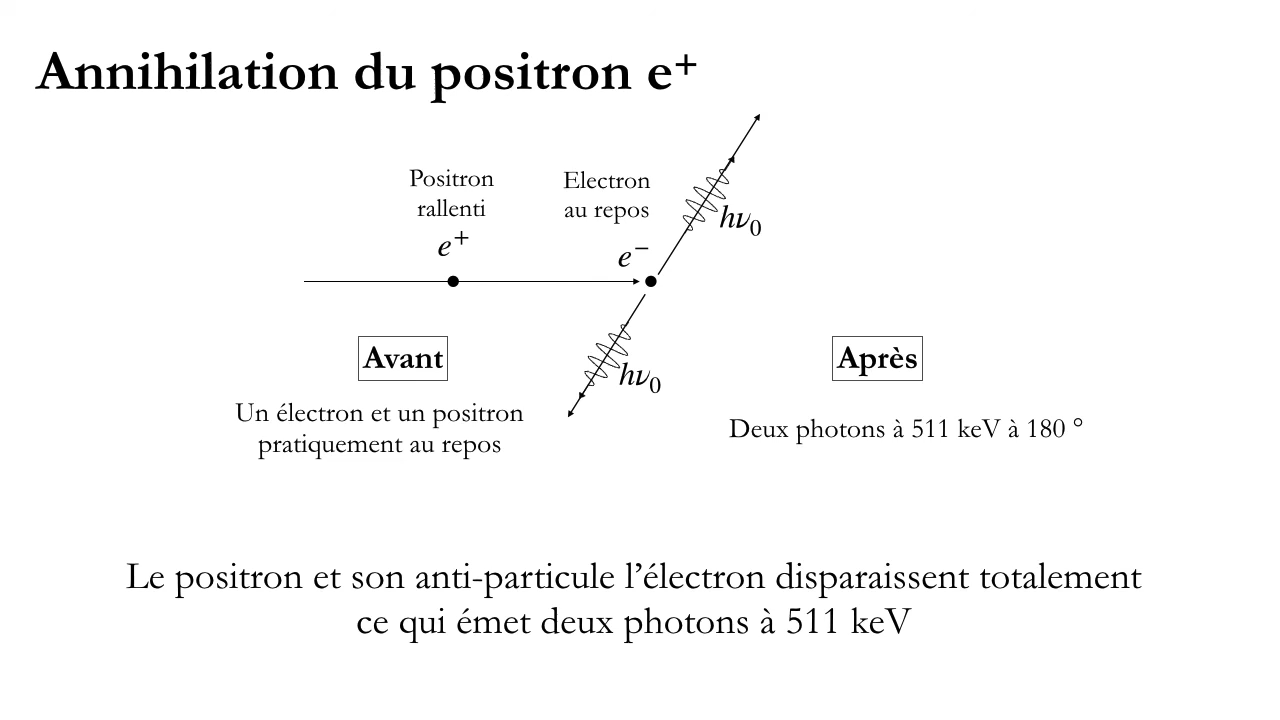 Annihilation du positron e⁺
Positron
rallenti
e⁺
Electron
au repos
e⁻
hν₀
hν₀
Avant
Un électron et un positron
pratiquement au repos
Après
Deux photons à 511 keV à 180 °
Le positron et son anti-particule l’électron disparaissent totalement
ce qui émet deux photons à 511 keV